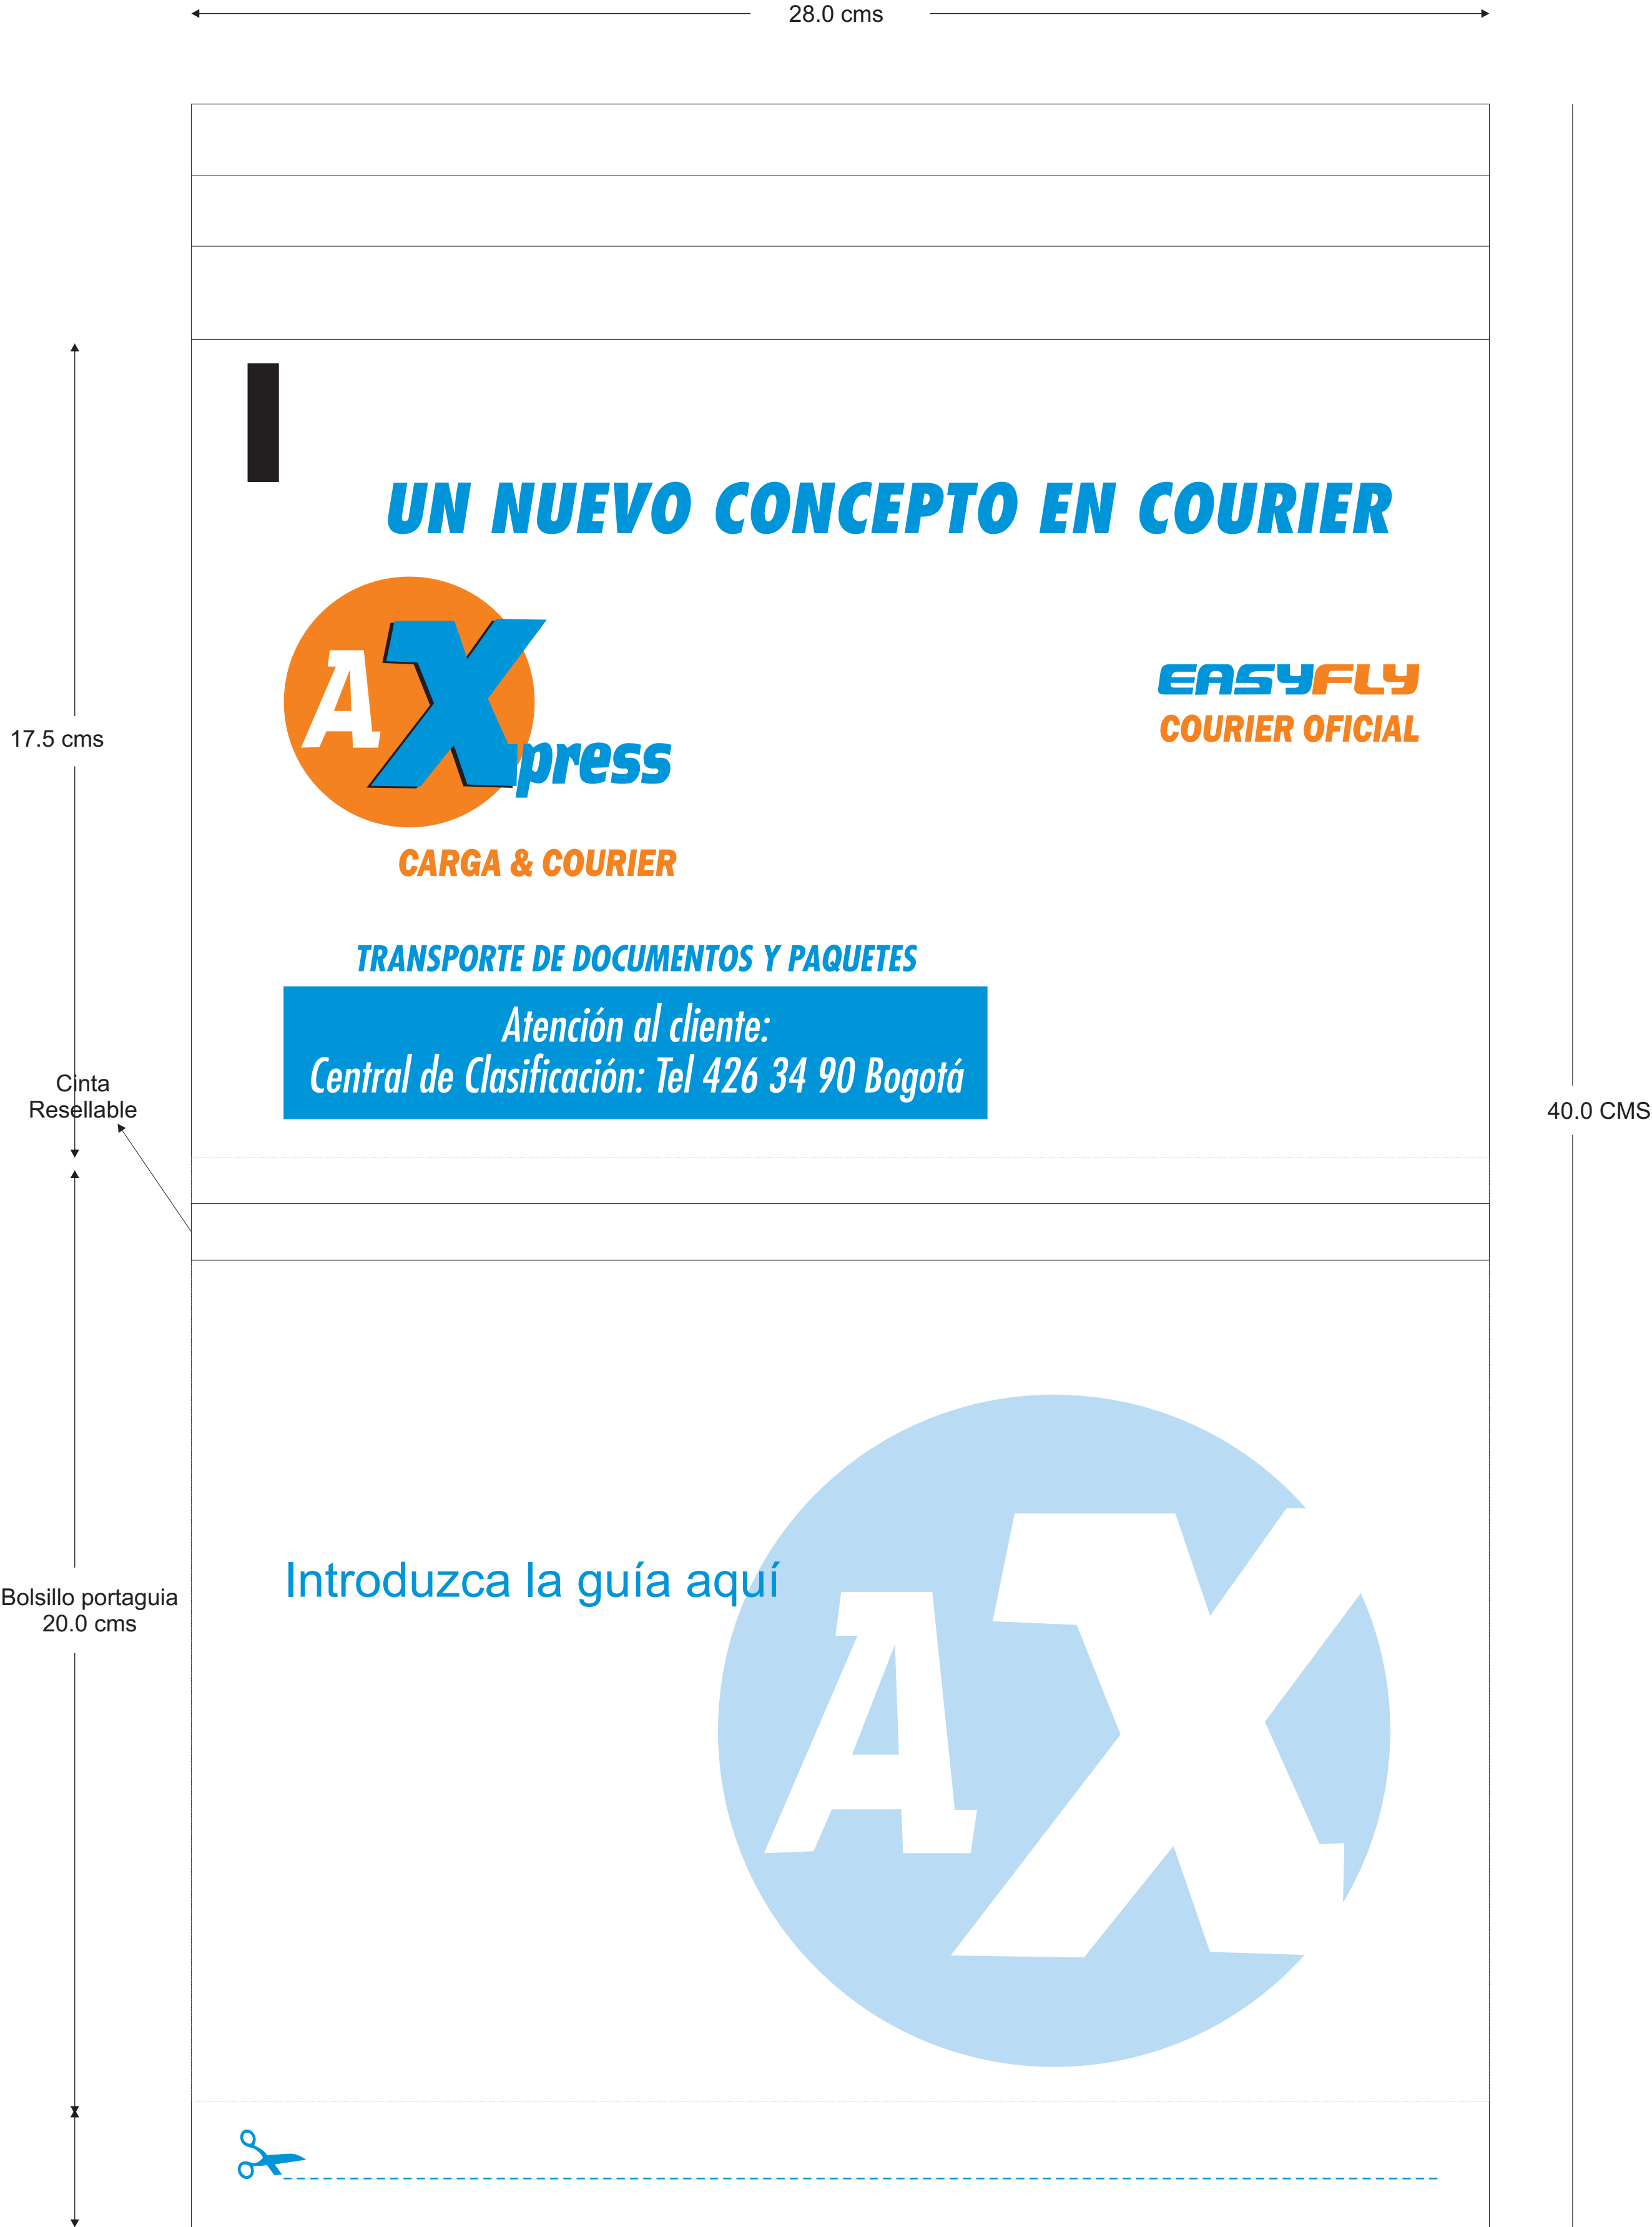 28.0 cms
UN NUEVO CONCEPTO EN COURIER
AXpress
EASYFLY
COURIER OFICIAL
17.5 cms
CARGA & COURIER
TRANSPORTE DE DOCUMENTOS Y PAQUETES
Atención al cliente:
Central de Clasificación: Tel 426 34 90 Bogotá
Cinta
Resellable
40.0 CMS
Introduzca la guía aquí
AX
Bolsillo portaguia
20.0 cms